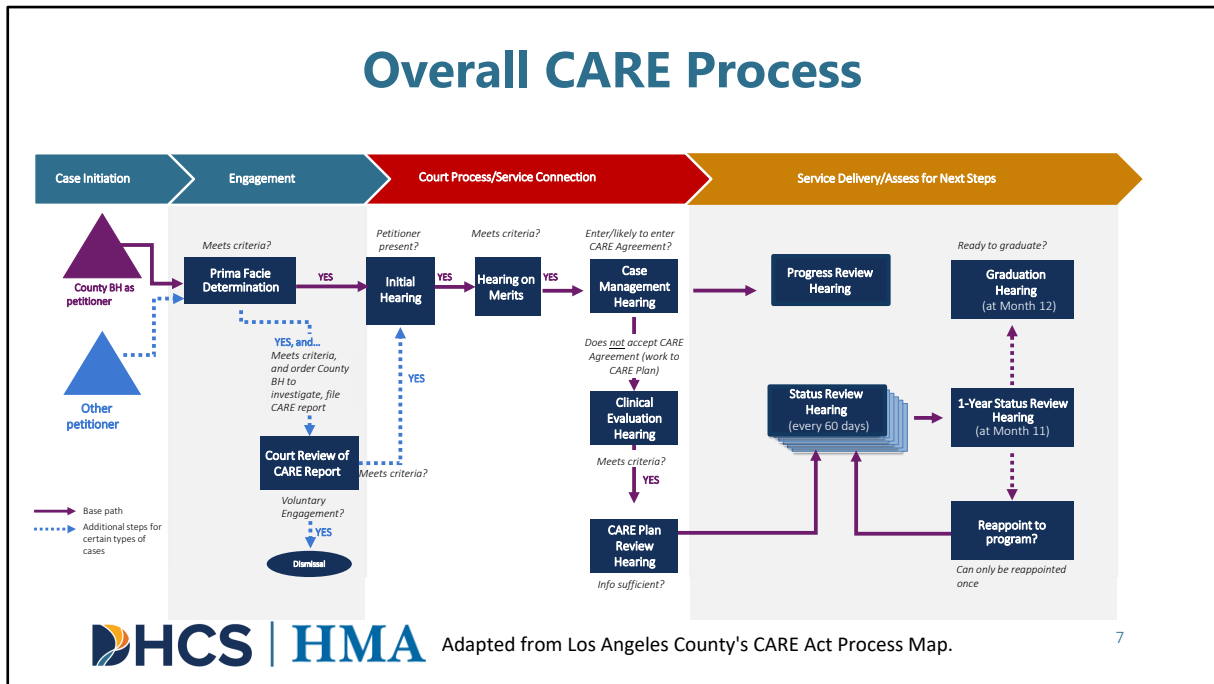 Overall CARE Process
Case Initiation
Engagement
Court Process/Service Connection
Service Delivery/Assess for Next Steps
County BH as
petitioner
Other
petitioner
Meets criteria?
Prima Facie
Determination
YES
YES, and...
Meets criteria,
and order County
BH to
investigate, file
CARE report
Court Review of
CARE Report
Meets criteria?
Voluntary
Engagement?
YES
Dismissal
Petitioner
present?
Initial
Hearing
YES
YES
Meets criteria?
Hearing on
Merits
YES
Enter/likely to enter
CARE Agreement?
Case
Management
Hearing
Does not accept CARE
Agreement (work to
CARE Plan)
Clinical
Evaluation
Hearing
Meets criteria?
YES
CARE Plan
Review
Hearing
Info sufficient?
Progress Review
Hearing
Status Review
Hearing
(every 60 days)
Ready to graduate?
Graduation
Hearing
(at Month 12)
1-Year Status Review
Hearing
(at Month 11)
Reappoint to
program?
Can only be reappointed
once
Base path
Additional steps for
certain types of
cases
DHCS | HMA
Adapted from Los Angeles County's CARE Act Process Map.
7